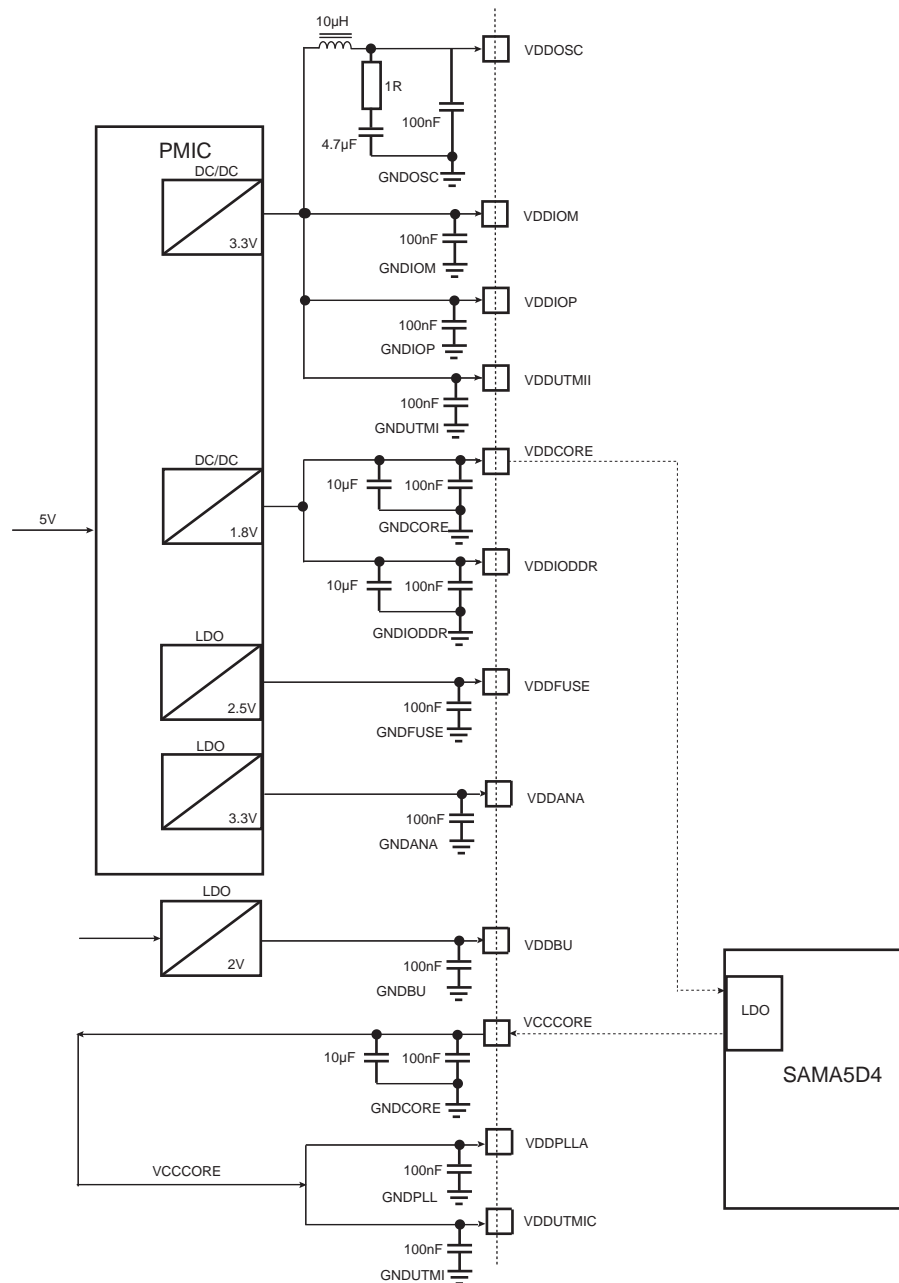 10µH
VDDOSC
1R
100nF
4.7µF
GNDOSC
PMIC
DC/DC
3.3V
VDDIOM
100nF
GNDIOM
VDDIOP
100nF
GNDIOP
VDDUTMII
100nF
GNDUTMI
DC/DC
1.8V
5V
VDDCORE
10µF
100nF
GNDCORE
VDDIODDR
10µF
100nF
GNDIODDR
LDO
2.5V
VDDFUSE
100nF
GNDFUSE
LDO
3.3V
VDDANA
100nF
GNDANA
LDO
2V
VDDBU
100nF
GNDBU
LDO
SAMA5D4
VCCCORE
10µF
100nF
GNDCORE
VCCCORE
VDDPLLA
100nF
GNDPLL
VDDUTMIC
100nF
GNDUTMI